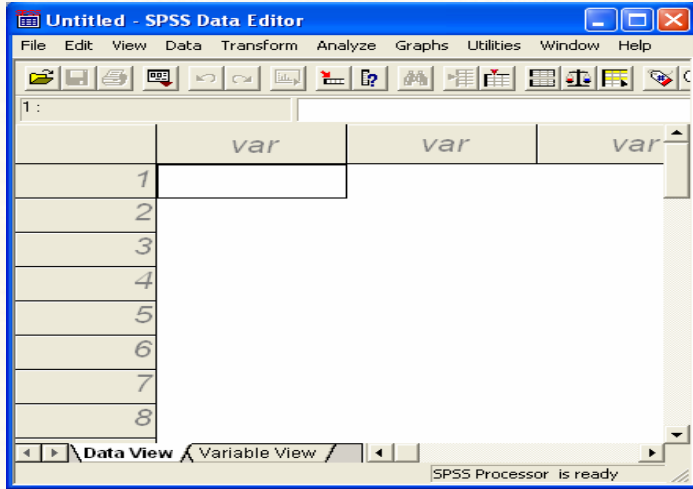 Untitled - SPSS Data Editor
File Edit View Data Transform Analyze Graphs Utilities Window Help
1 :
var var var
1
2
3
4
5
6
7
8
Data View Variable View
SPSS Processor is ready